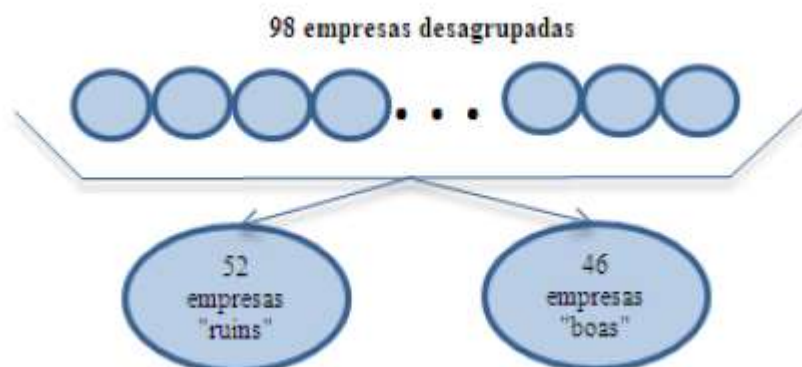 98 empresas desagrupadas
52
empresas
"ruins"
46
empresas
"boas"